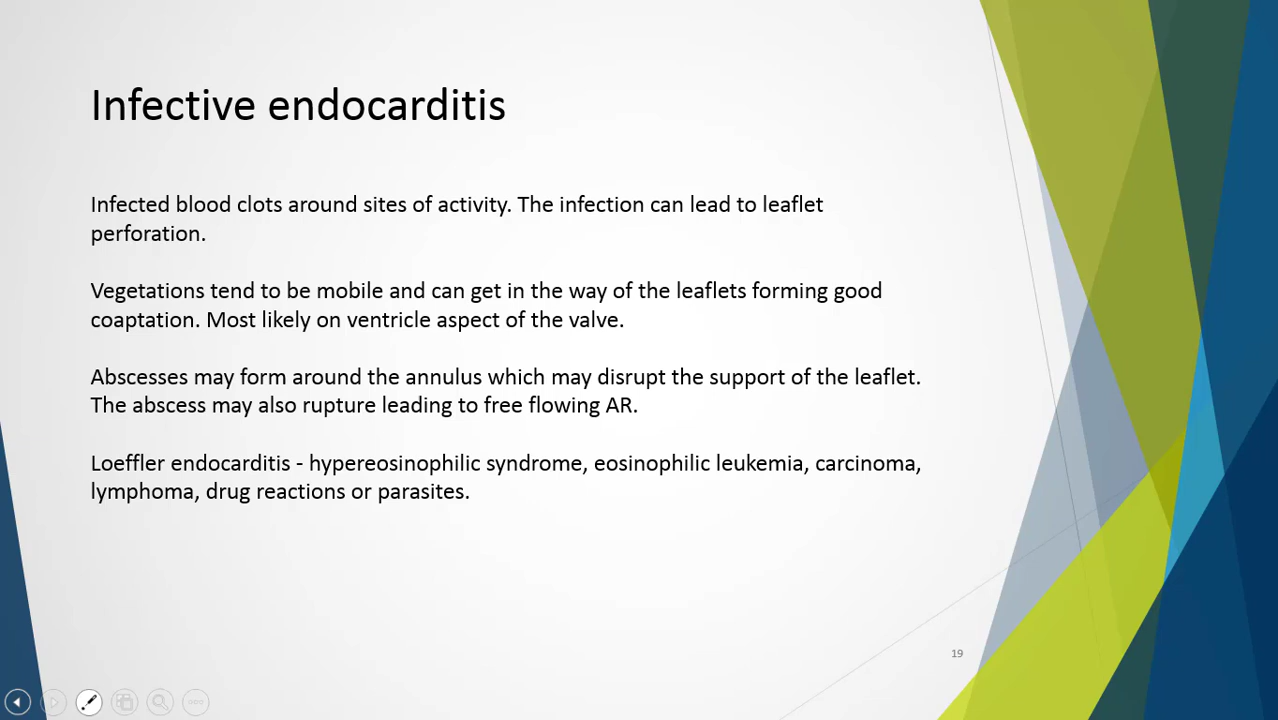 Infective endocarditis
Infected blood clots around sites of activity. The infection can lead to leaflet
perforation.
Vegetations tend to be mobile and can get in the way of the leaflets forming good
coaptation. Most likely on ventricle aspect of the valve.
Abscesses may form around the annulus which may disrupt the support of the leaflet.
The abscess may also rupture leading to free flowing AR.
Loeffler endocarditis - hypereosinophilic syndrome, eosinophilic leukemia, carcinoma,
lymphoma, drug reactions or parasites.
19